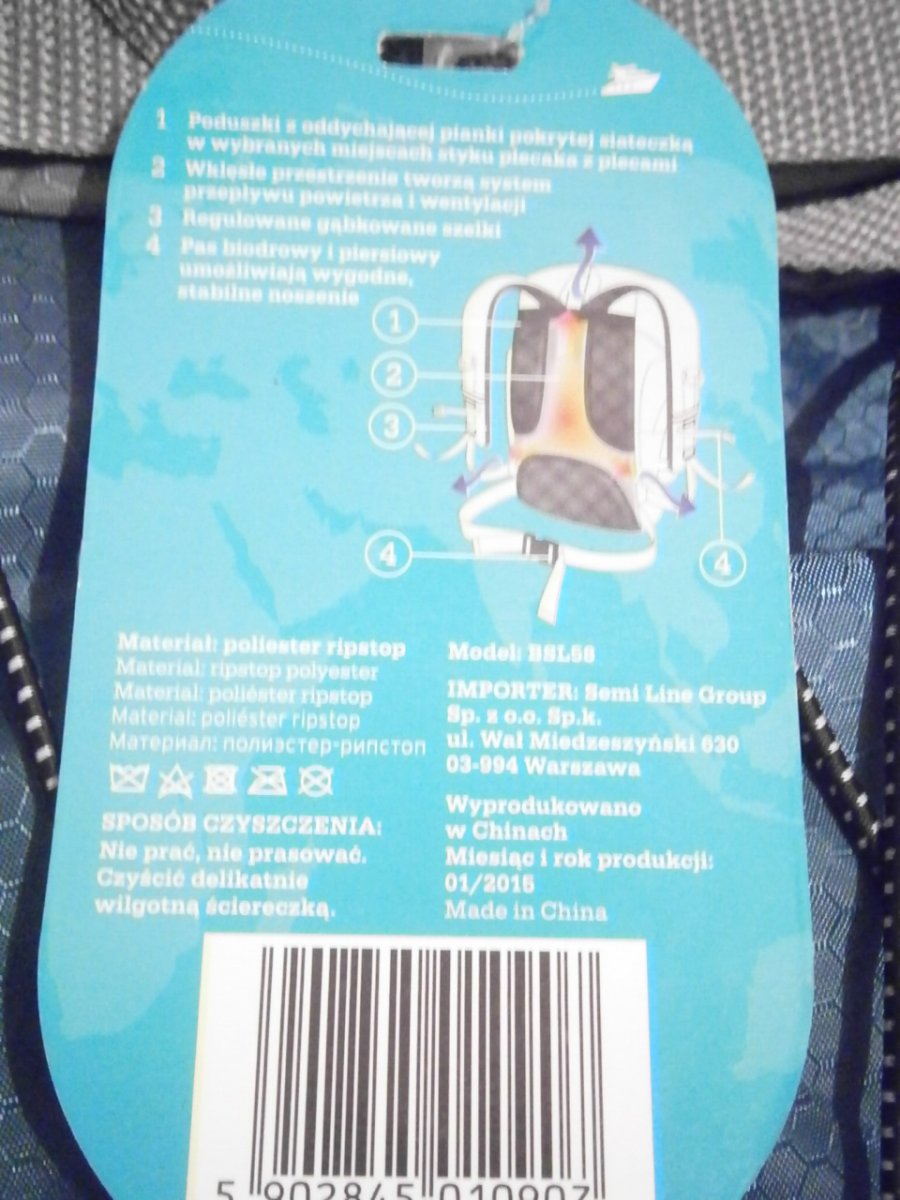 1 Poduszki z oddychającej pianki pokrytej siateczką
w wybranych miejscach styku plecaka z plecami
2 Wklęsłe przestrzenie tworzą system
przepływu powietrza i wentylacji
3 Regulowane gąbkowane szelki
4 Pas biodrowy i piersiowy
umożliwiają wygodne,
stabilne noszenie
1
2
3
4
4
Materiał: poliester ripstop
Material: ripstop polyester
Material: poliéster ripstop
Material: poliéster ripstop
Материал: полиэстер-рипстоп
SPOSÓB CZYSZCZENIA:
Nie prać, nie prasować.
Czyścić delikatnie
wilgotną ściereczką.
Model: BSL58
IMPORTER: Semi Line Group
Sp. z o.o. Sp.k.
ul. Wał Miedzeszyński 630
03-994 Warszawa
Wyprodukowano
w Chinach
Miesiąc i rok produkcji:
01/2015
Made in China
5 902845 010907